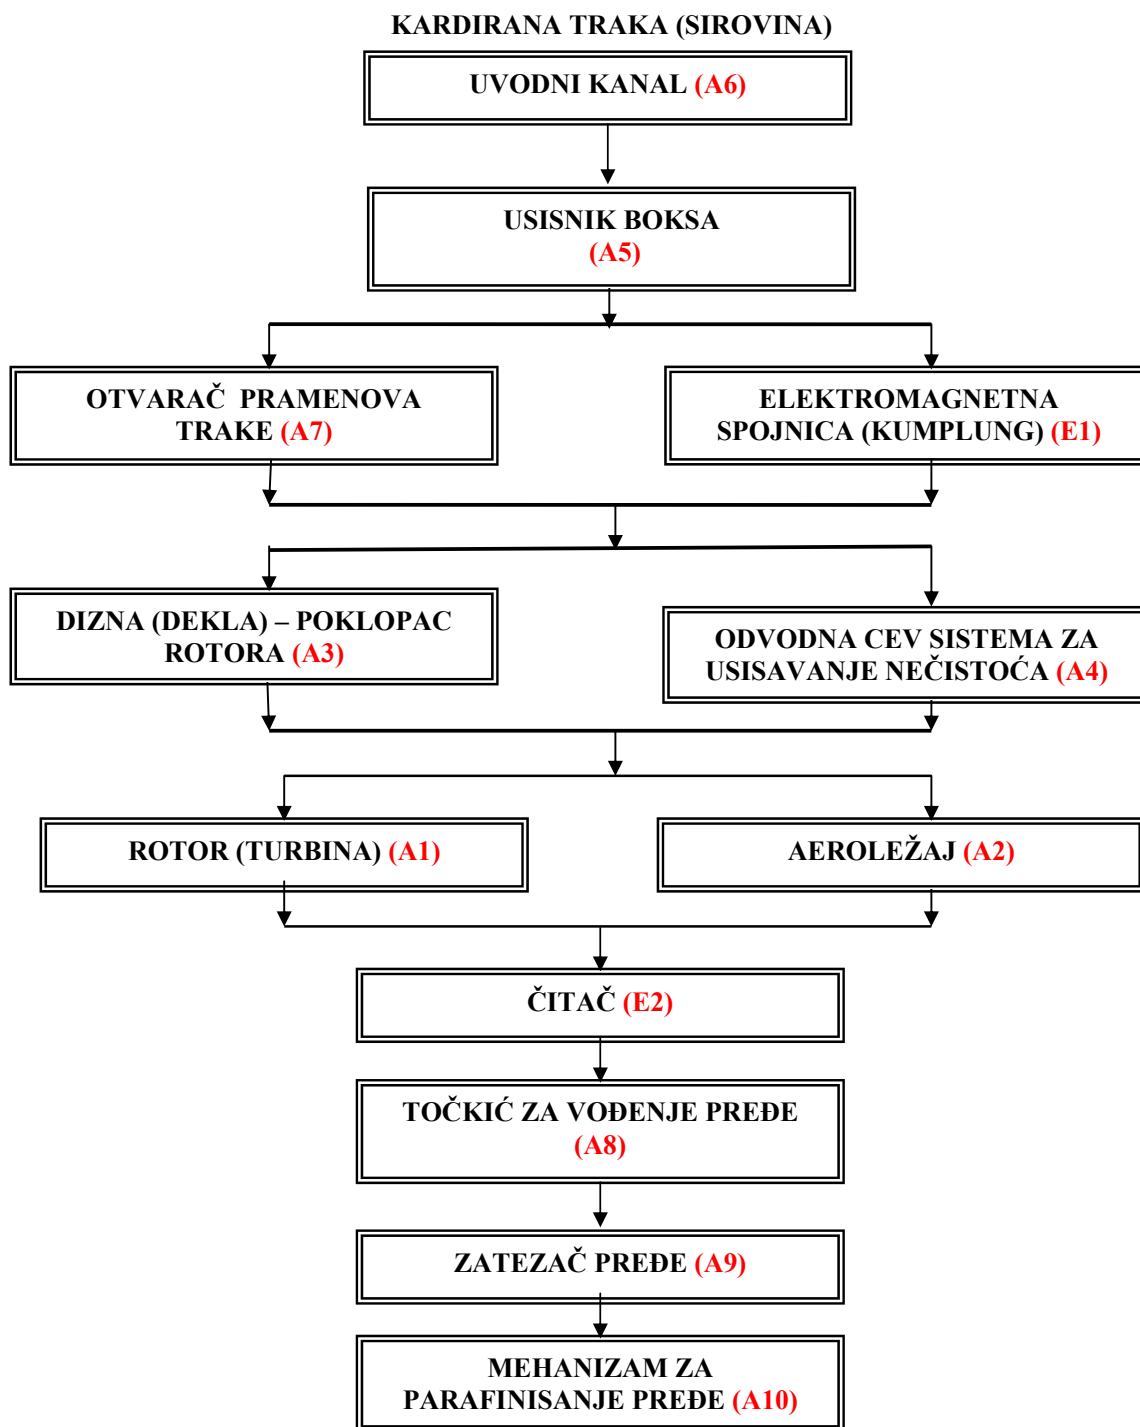 KARDIRANA TRAKA (SIROVINA)
UVODNI KANAL (A6)
USISNIK BOKSA
(A5)
OTVARAČ PRAMENOVA
TRAKE (A7)
ELEKTROMAGNETNA
SPOJNICA (KUMPLUNG) (E1)
DIZNA (DEKLA) – POKLOPAC
ROTORA (A3)
ODVODNA CEV SISTEMA ZA
USISAVANJE NEČISTOĆA (A4)
ROTOR (TURBINA) (A1)
AEROLEŽAJ (A2)
ČITAČ (E2)
TOČKIĆ ZA VOĐENJE PREĐE
(A8)
ZATEZAČ PREĐE (A9)
MEHANIZAM ZA
PARAFINISANJE PREĐE (A10)